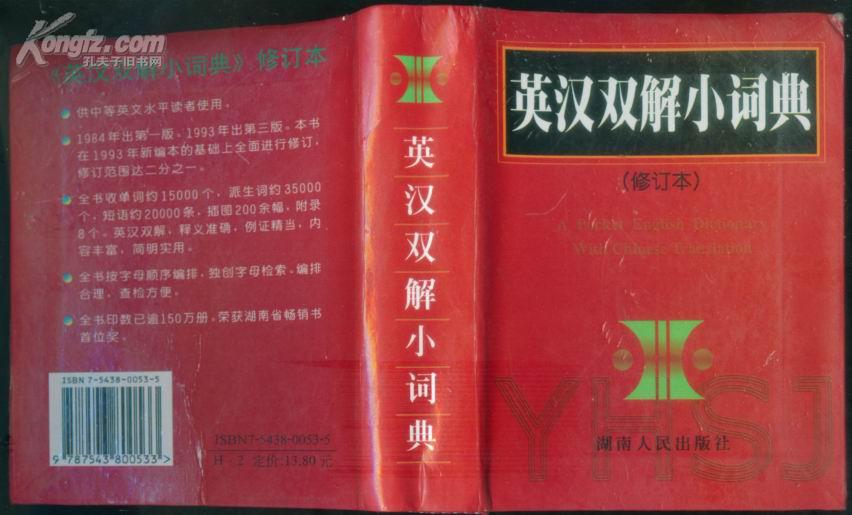 Kongfz.com
孔夫子旧书网
《英汉双解小词典》修订本
供中等英文水平读者使用。
1984年出第一版。1993年出第三版。本书
在1993年新编本的基础上全面进行修订,
修订范围达二分之一。
全书收单词约15000个,派生词约35000
个,短语约20000条,插图200余幅,附录
8个。英汉双解,释义准确,例证精当,内
容丰富,简明实用。
全书按字母顺序编排,独创字母检索。编排
合理,查检方便。
全书印数已逾150万册。荣获湖南省畅销书
首位奖。
ISBN 7-5438-0053-5
9 787543 800533 >
ISBN7-5438-0053-5
H·2 定价:13.80元
英汉双解小词典
英汉双解小词典
(修订本)
A Pocket English Dictionary
With Chinese Translation
YHSJ
湖南人民出版社